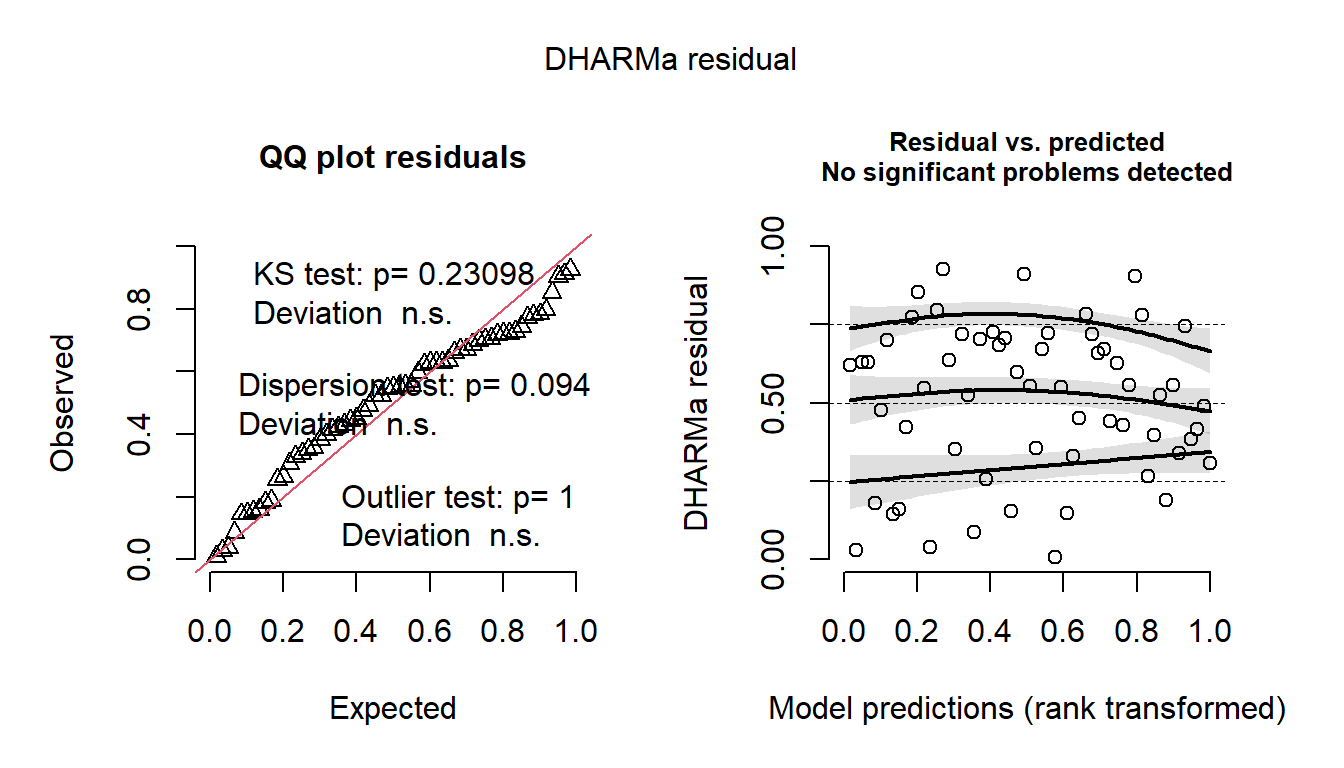 DHARMa residual
QQ plot residuals
KS test: p= 0.23098
Deviation  n.s.
Dispersion test: p= 0.094
Deviation  n.s.
Outlier test: p= 1
Deviation  n.s.
Observed
0.0
0.4
0.8
0.0 0.2 0.4 0.6 0.8 1.0
Expected
Residual vs. predicted
No significant problems detected
DHARMa residual
0.00
0.50
1.00
0.0 0.2 0.4 0.6 0.8 1.0
Model predictions (rank transformed)